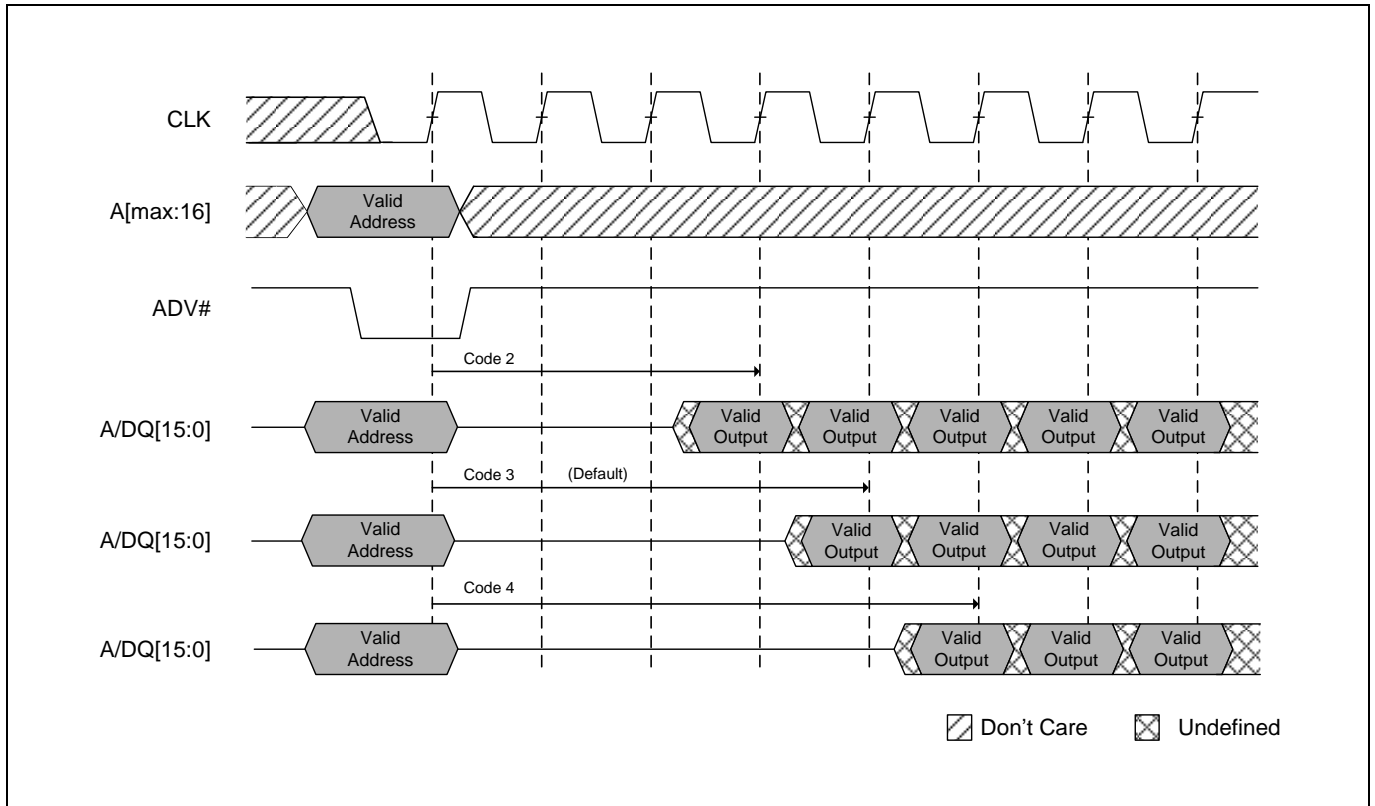 CLK
A[max:16]
Valid
Address
ADV#
Code 2
A/DQ[15:0]
Valid
Address
Valid
Output
Valid
Output
Valid
Output
Valid
Output
Valid
Output
Code 3
(Default)
A/DQ[15:0]
Valid
Address
Valid
Output
Valid
Output
Valid
Output
Valid
Output
Code 4
A/DQ[15:0]
Valid
Address
Valid
Output
Valid
Output
Valid
Output
Don't Care
Undefined